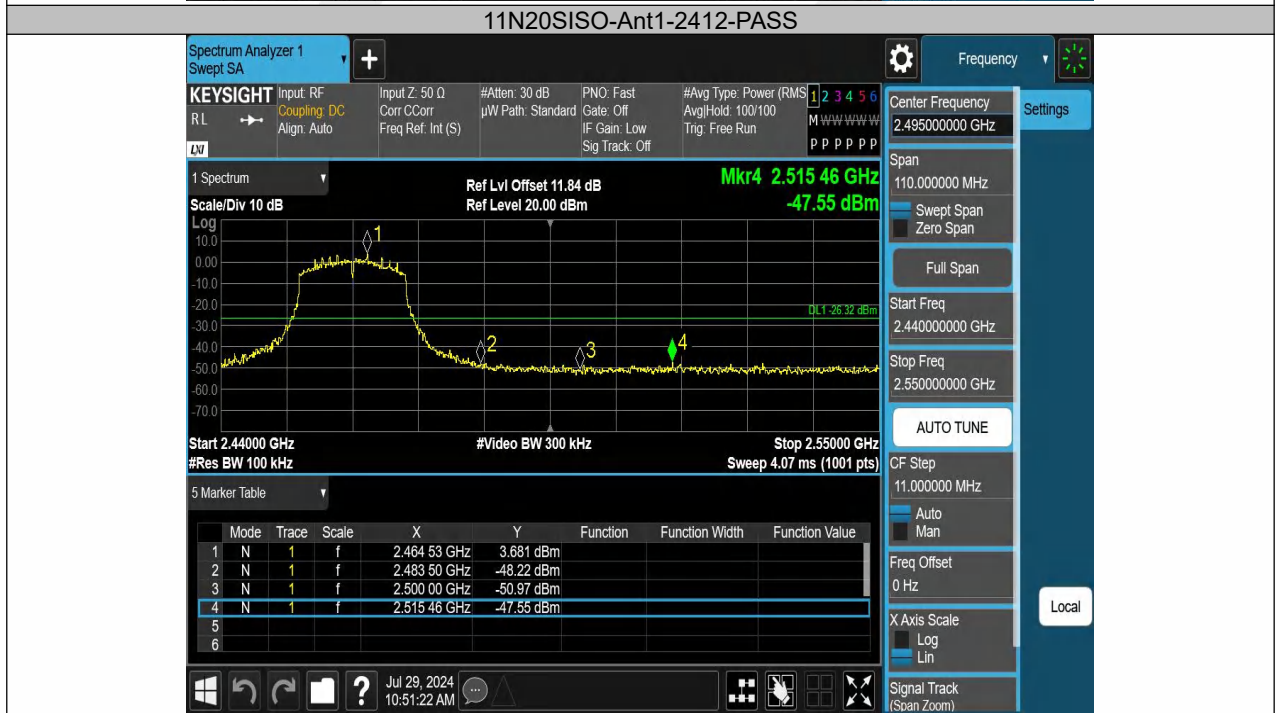 11N20SISO-Ant1-2412-PASS
Spectrum Analyzer 1
Swept SA
Frequency
KEYSIGHT
RL
LXI
Input: RF
Coupling: DC
Align: Auto
Input Z: 50 Ω
Corr CCorr
Freq Ref: Int (S)
#Atten: 30 dB
µW Path: Standard
PNO: Fast
Gate: Off
IF Gain: Low
Sig Track: Off
#Avg Type: Power (RMS
Avg|Hold: 100/100
Trig: Free Run
1 2 3 4 5 6
M W W W W W
P P P P P P
1 Spectrum
Scale/Div 10 dB
Ref Lvl Offset 11.84 dB
Ref Level 20.00 dBm
Mkr4 2.515 46 GHz
-47.55 dBm
Log
10.0
0.00
-10.0
-20.0
-30.0
-40.0
-50.0
-60.0
-70.0
1
2
3
4
DL1 -26.32 dBm
Start 2.44000 GHz
#Res BW 100 kHz
#Video BW 300 kHz
Stop 2.55000 GHz
Sweep 4.07 ms (1001 pts)
5 Marker Table
Mode Trace Scale X Y Function Function Width Function Value
1 N 1 f 2.464 53 GHz 3.681 dBm
2 N 1 f 2.483 50 GHz -48.22 dBm
3 N 1 f 2.500 00 GHz -50.97 dBm
4 N 1 f 2.515 46 GHz -47.55 dBm
5
6
Jul 29, 2024
10:51:22 AM
Center Frequency
2.495000000 GHz
Settings
Span
110.000000 MHz
Swept Span
Zero Span
Full Span
Start Freq
2.440000000 GHz
Stop Freq
2.550000000 GHz
AUTO TUNE
CF Step
11.000000 MHz
Auto
Man
Freq Offset
0 Hz
X Axis Scale
Log
Lin
Local
Signal Track
(Span Zoom)